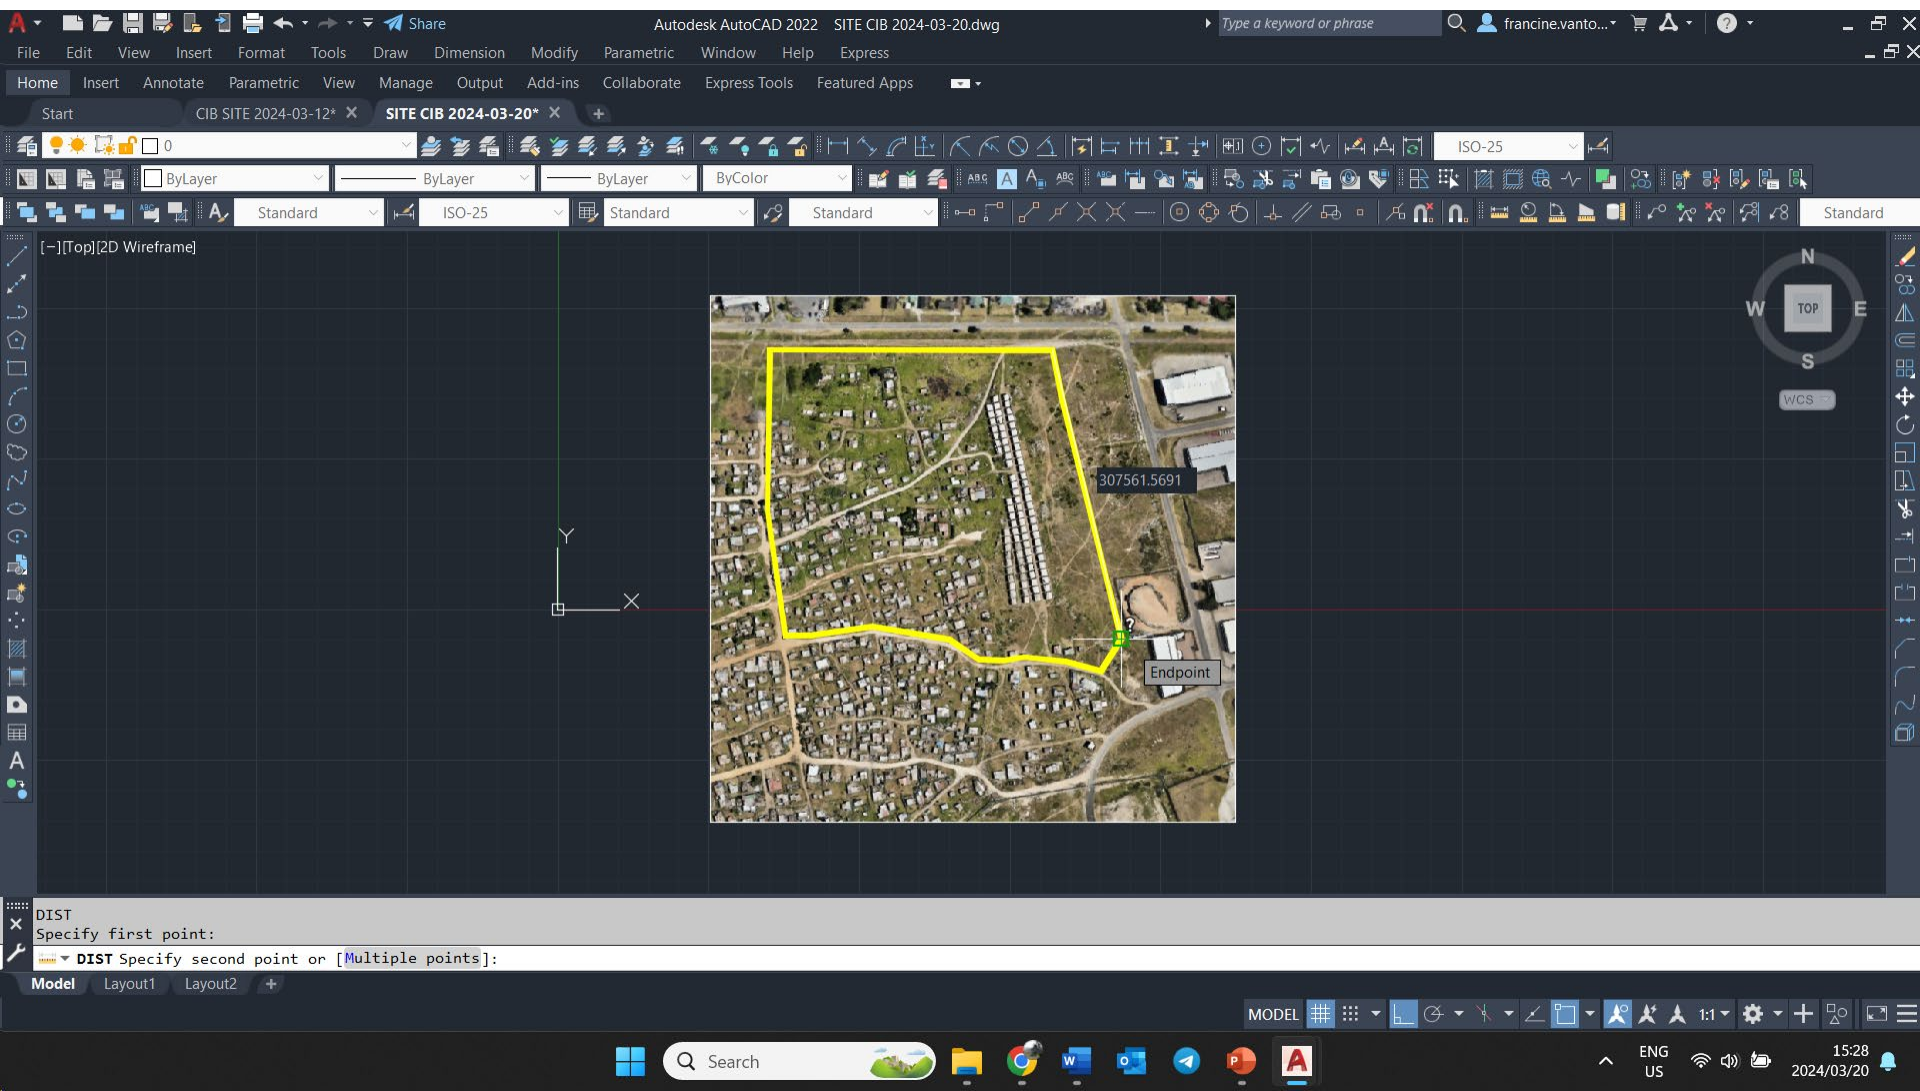 Share
Autodesk AutoCAD 2022 SITE CIB 2024-03-20.dwg
Type a keyword or phrase
francine.vanto...
File Edit View Insert Format Tools Draw Dimension Modify Parametric Window Help Express
Home Insert Annotate Parametric View Manage Output Add-ins Collaborate Express Tools Featured Apps
Start CIB SITE 2024-03-12* SITE CIB 2024-03-20*
0 ISO-25
ByLayer ByLayer ByLayer ByColor
Standard ISO-25 Standard Standard Standard
[−][Top][2D Wireframe]
N
W TOP E
S
WCS
307561.5691
Y
X
Endpoint
DIST
Specify first point:
DIST Specify second point or [Multiple points]:
Model Layout1 Layout2
MODEL 1:1
Search
ENG
US
15:28
2024/03/20